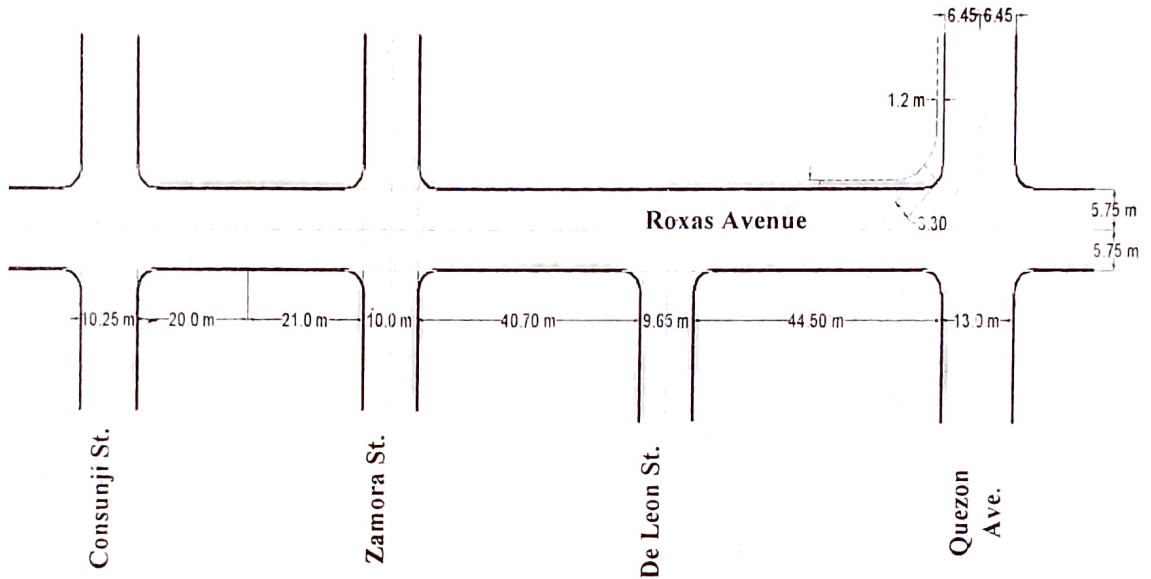 6.45 6.45
1.2 m
Roxas Avenue
5.75 m
5.75 m
10.25 m
20.0 m
21.0 m
10.0 m
40.70 m
9.65 m
44.50 m
13.0 m
Consunji St.
Zamora St.
De Leon St.
Quezon
Ave.